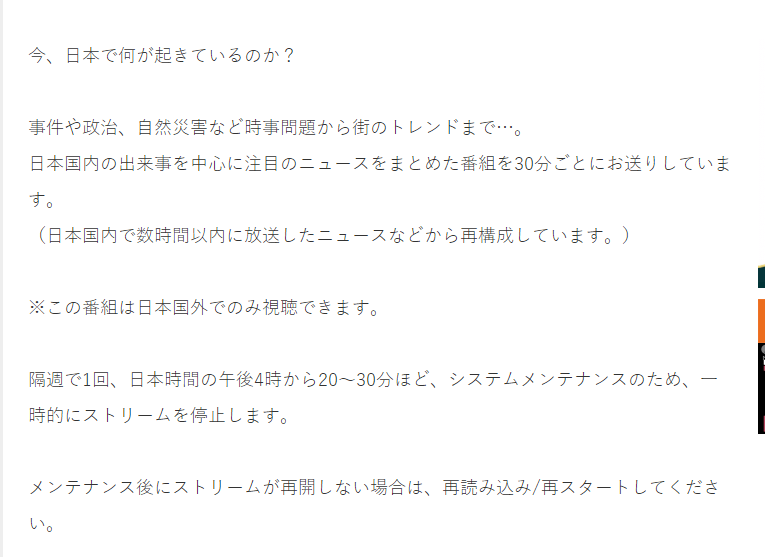 今、日本で何が起きているのか？
事件や政治、自然災害など時事問題から街のトレンドまで…。
日本国内の出来事を中心に注目のニュースをまとめた番組を30分ごとにお送りしていま
す。
（日本国内で数時間以内に放送したニュースなどから再構成しています。）
※この番組は日本国外でのみ視聴できます。
隔週で1回、日本時間の午後4時から20～30分ほど、システムメンテナンスのため、一
時的にストリームを停止します。
メンテナンス後にストリームが再開しない場合は、再読み込み/再スタートしてくださ
い。